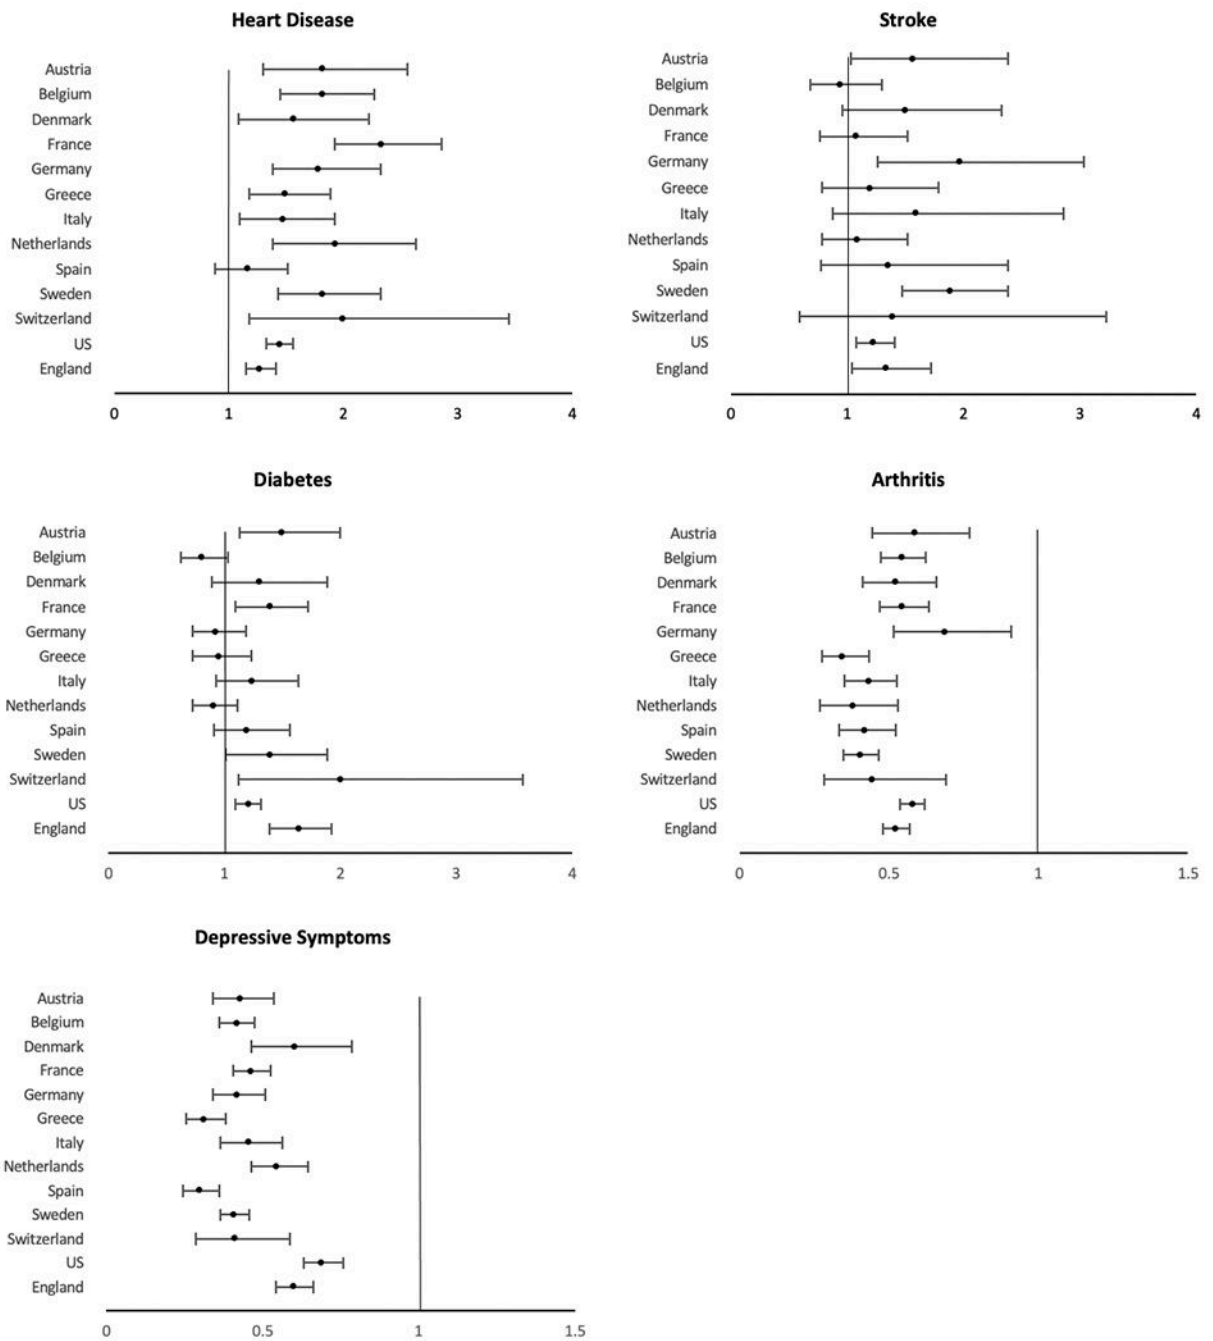 Heart Disease
Austria
Belgium
Denmark
France
Germany
Greece
Italy
Netherlands
Spain
Sweden
Switzerland
US
England
0 1 2 3 4
Stroke
Austria
Belgium
Denmark
France
Germany
Greece
Italy
Netherlands
Spain
Sweden
Switzerland
US
England
0 1 2 3 4
Diabetes
Austria
Belgium
Denmark
France
Germany
Greece
Italy
Netherlands
Spain
Sweden
Switzerland
US
England
0 1 2 3 4
Arthritis
Austria
Belgium
Denmark
France
Germany
Greece
Italy
Netherlands
Spain
Sweden
Switzerland
US
England
0 0.5 1 1.5
Depressive Symptoms
Austria
Belgium
Denmark
France
Germany
Greece
Italy
Netherlands
Spain
Sweden
Switzerland
US
England
0 0.5 1 1.5